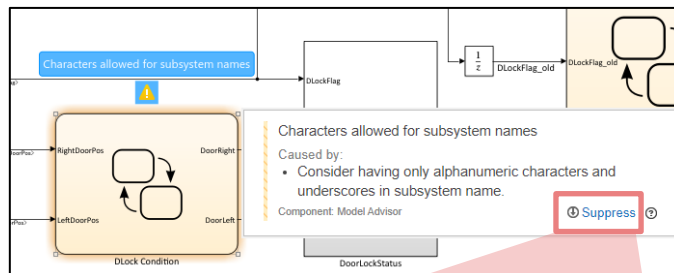 Characters allowed for subsystem names
DLockFlag
1
z
DLockFlag_old
DLockFlag_old
RightDoorPos
DoorRight
LeftDoorPos
DoorLeft
DLock Condition
DoorLockStatus
Characters allowed for subsystem names
Caused by:
• Consider having only alphanumeric characters and
underscores in subsystem name.
Component: Model Advisor
Suppress